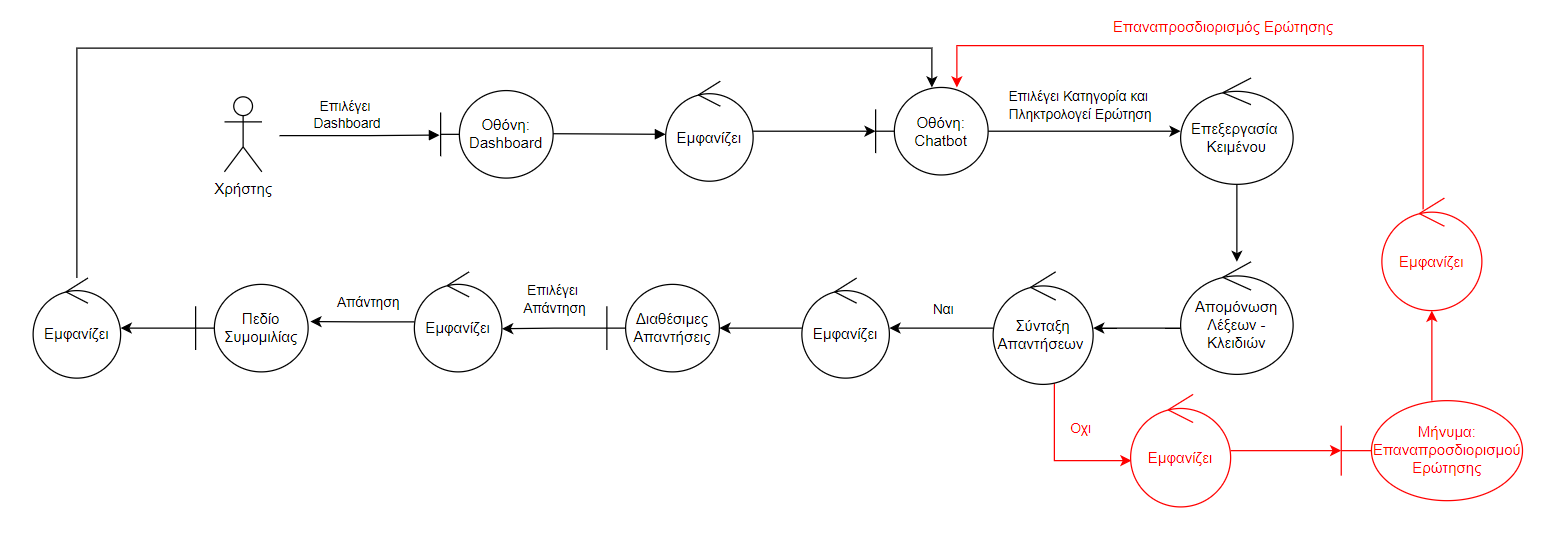 Επαναπροσδιορισμός Ερώτησης
Επιλέγει
Dashboard
Χρήστης
Οθόνη:
Dashboard
Εμφανίζει
Οθόνη:
Chatbot
Επιλέγει Κατηγορία και
Πληκτρολογεί Ερώτηση
Επεξεργασία
Κειμένου
Εμφανίζει
Εμφανίζει
Πεδίο
Συμομιλίας
Απάντηση
Εμφανίζει
Επιλέγει
Απάντηση
Διαθέσιμες
Απαντήσεις
Εμφανίζει
Ναι
Σύνταξη
Απαντήσεων
Απομόνωση
Λέξεων -
Κλειδιών
Οχι
Εμφανίζει
Μήνυμα:
Επαναπροσδιορισμού
Ερώτησης